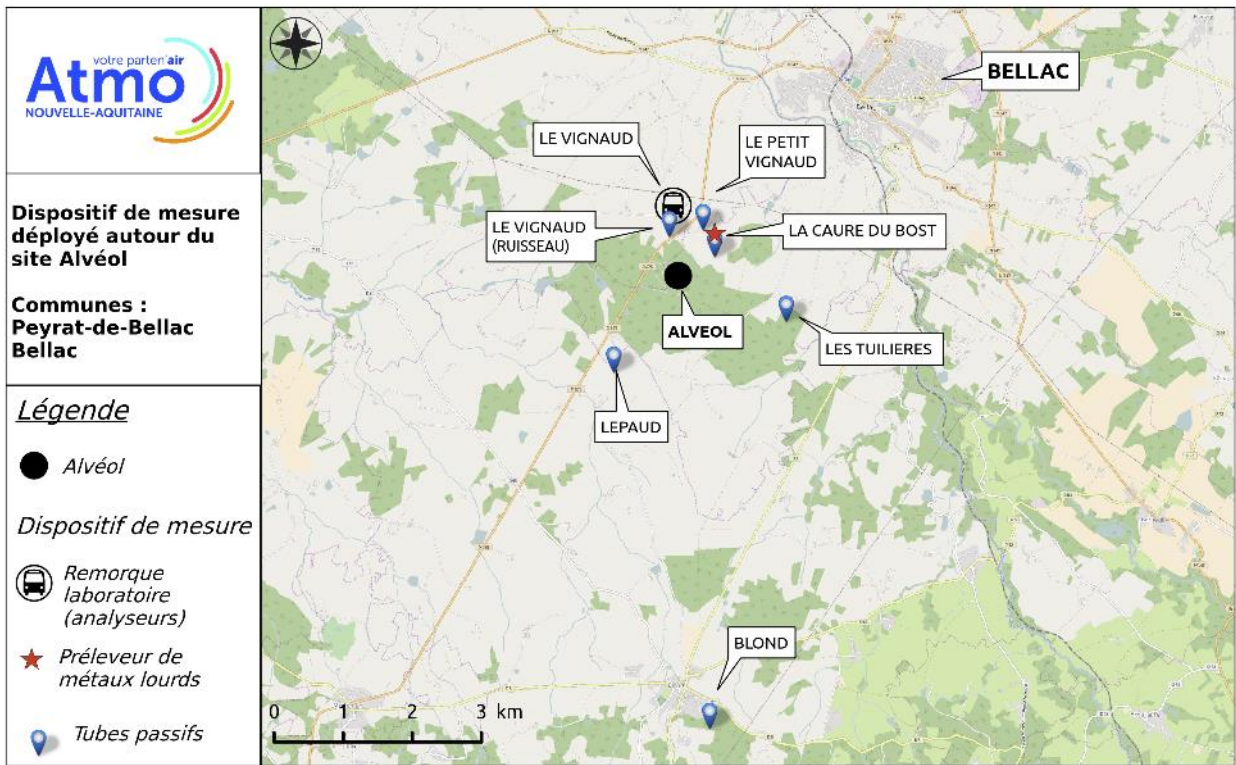 votre parten'air
Atmo
NOUVELLE-AQUITAINE
Dispositif de mesure
déployé autour du
site Alvéol
Communes :
Peyrat-de-Bellac
Bellac
Légende
Alvéol
Dispositif de mesure
Remorque
laboratoire
(analyseurs)
Préleveur de
métaux lourds
Tubes passifs
BELLAC
LE VIGNAUD
LE PETIT
VIGNAUD
LE VIGNAUD
(RUISSEAU)
LA CAURE DU BOST
ALVEOL
LES TUILIERES
LEPAUD
BLOND
0 1 2 3 km